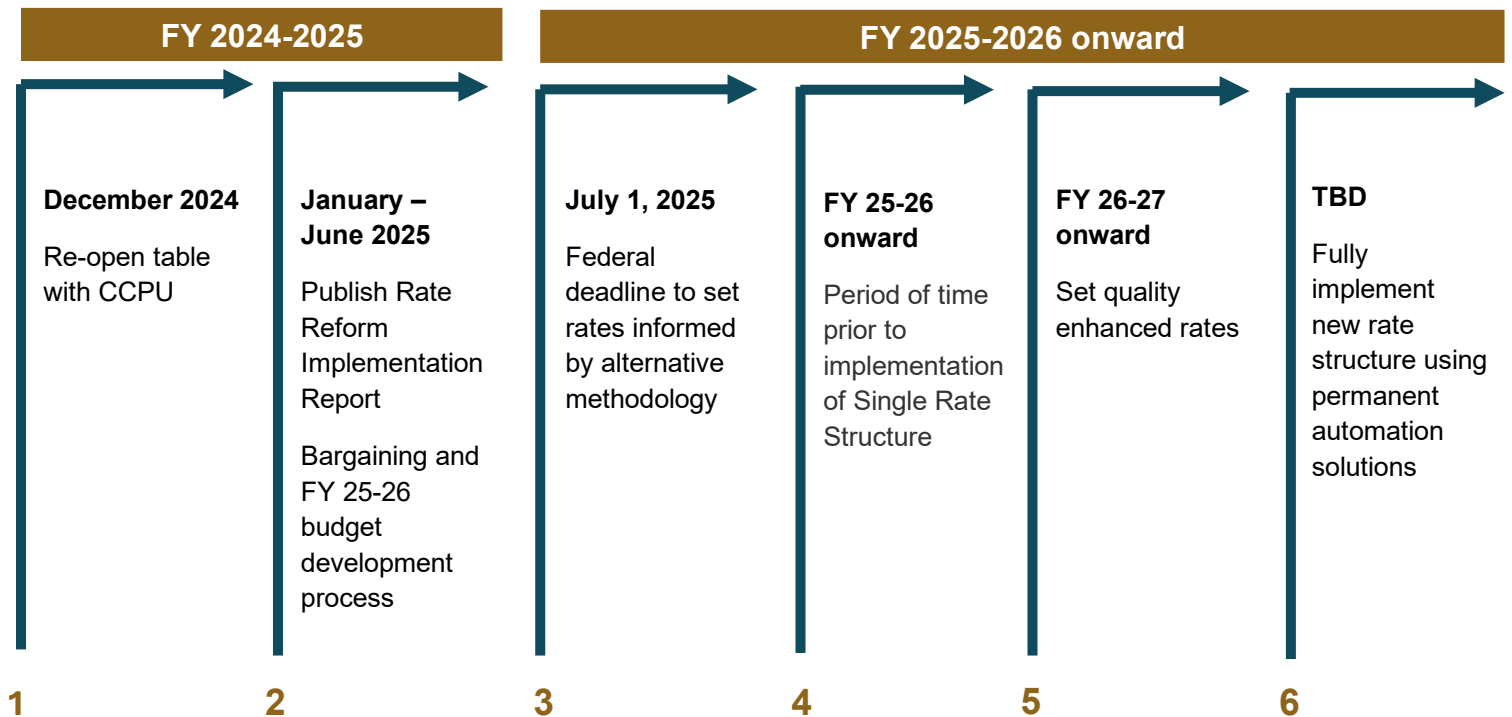 FY 2024-2025
FY 2025-2026 onward
December 2024
Re-open table
with CCPU
January –
June 2025
Publish Rate
Reform
Implementation
Report
Bargaining and
FY 25-26
budget
development
process
July 1, 2025
Federal
deadline to set
rates informed
by alternative
methodology
FY 25-26
onward
Period of time
prior to
implementation
of Single Rate
Structure
FY 26-27
onward
Set quality
enhanced rates
TBD
Fully
implement
new rate
structure using
permanent
automation
solutions
1
2
3
4
5
6